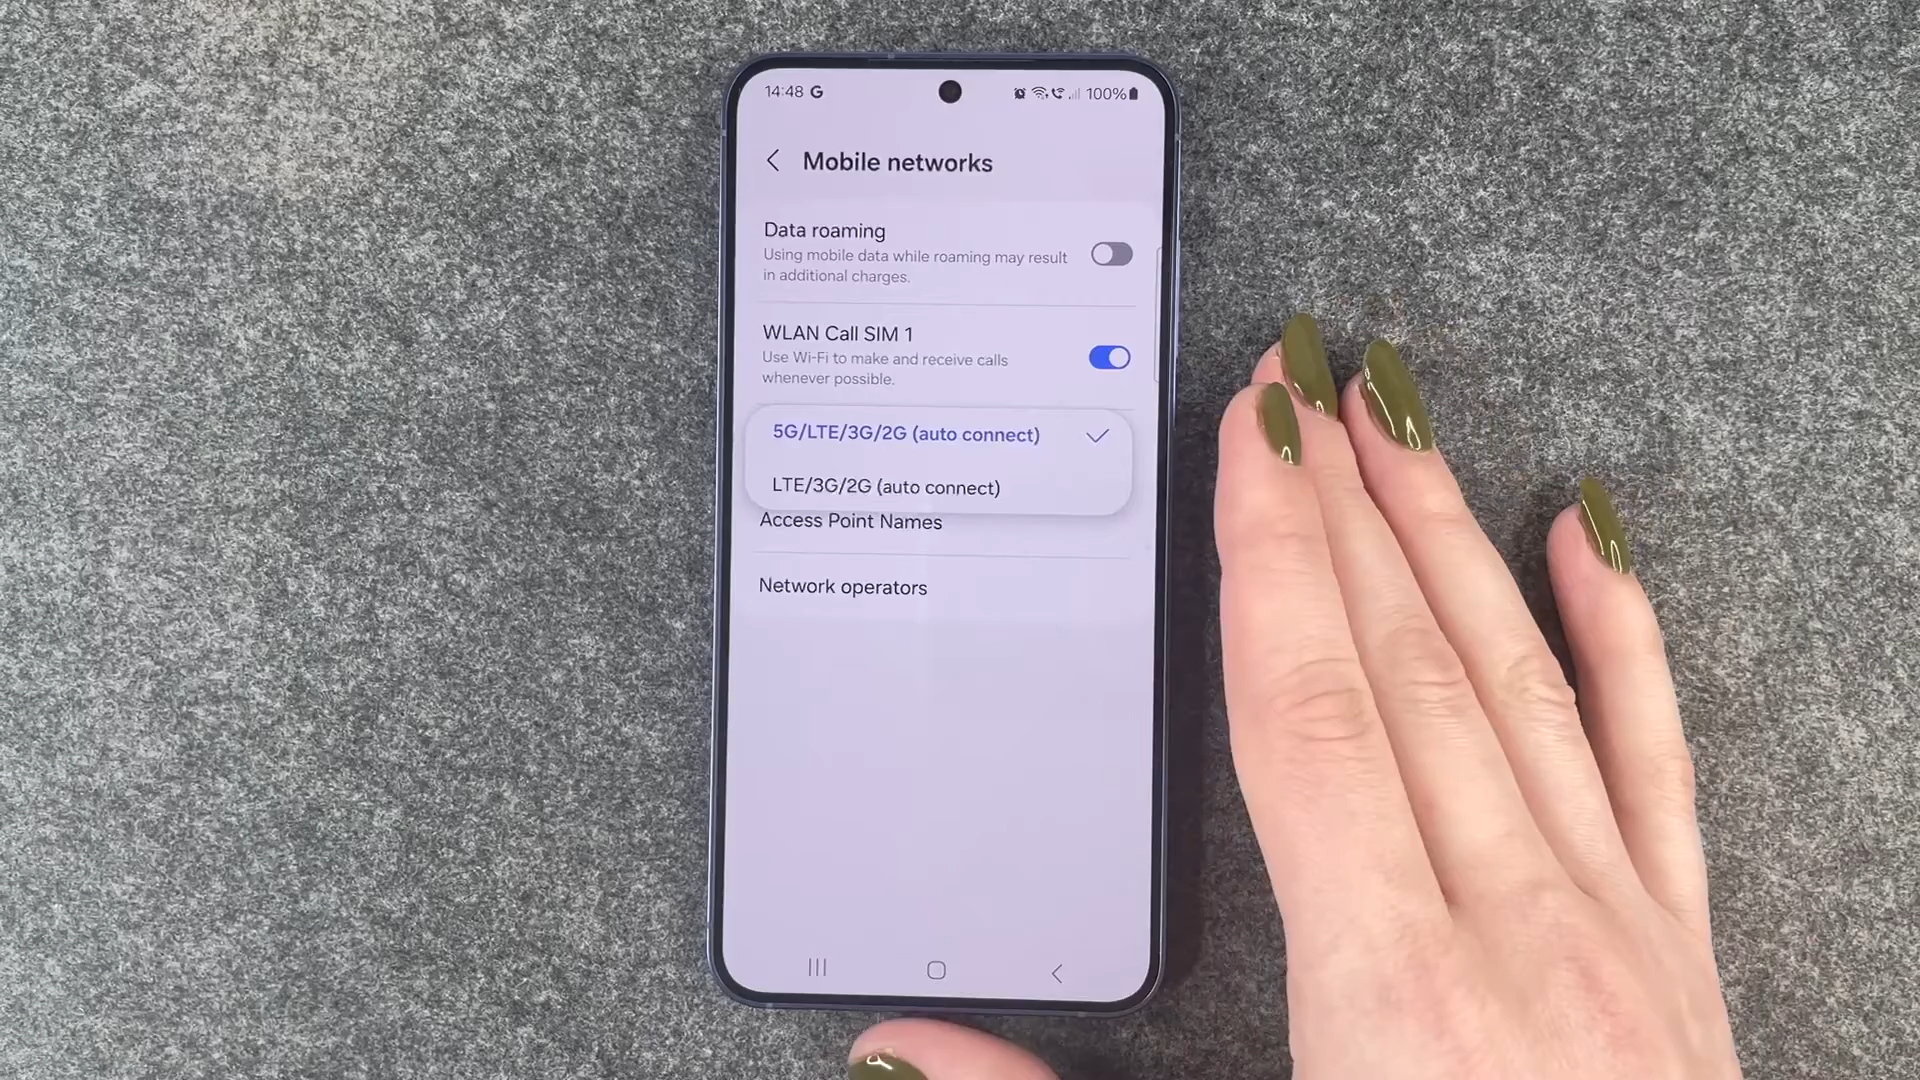 14:48 G 100%
Mobile networks
Data roaming
Using mobile data while roaming may result
in additional charges.
WLAN Call SIM 1
Use Wi-Fi to make and receive calls
whenever possible.
5G/LTE/3G/2G (auto connect)
LTE/3G/2G (auto connect)
Access Point Names
Network operators